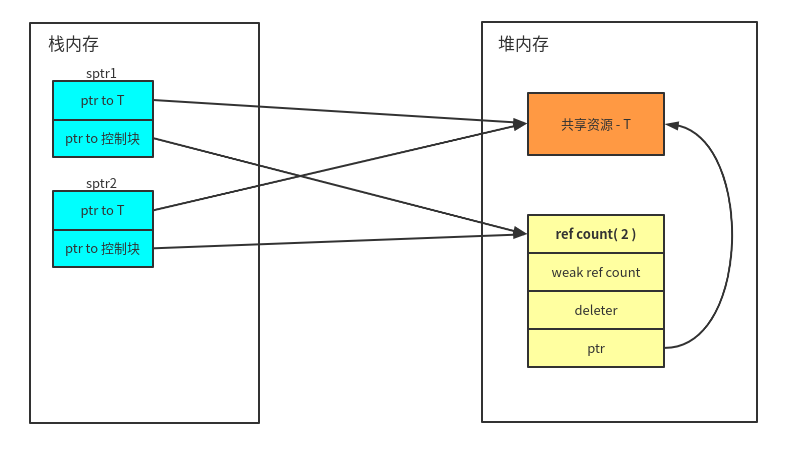 栈内存
sptr1
ptr to T
ptr to 控制块
sptr2
ptr to T
ptr to 控制块
堆内存
共享资源 - T
ref count( 2 )
weak ref count
deleter
ptr